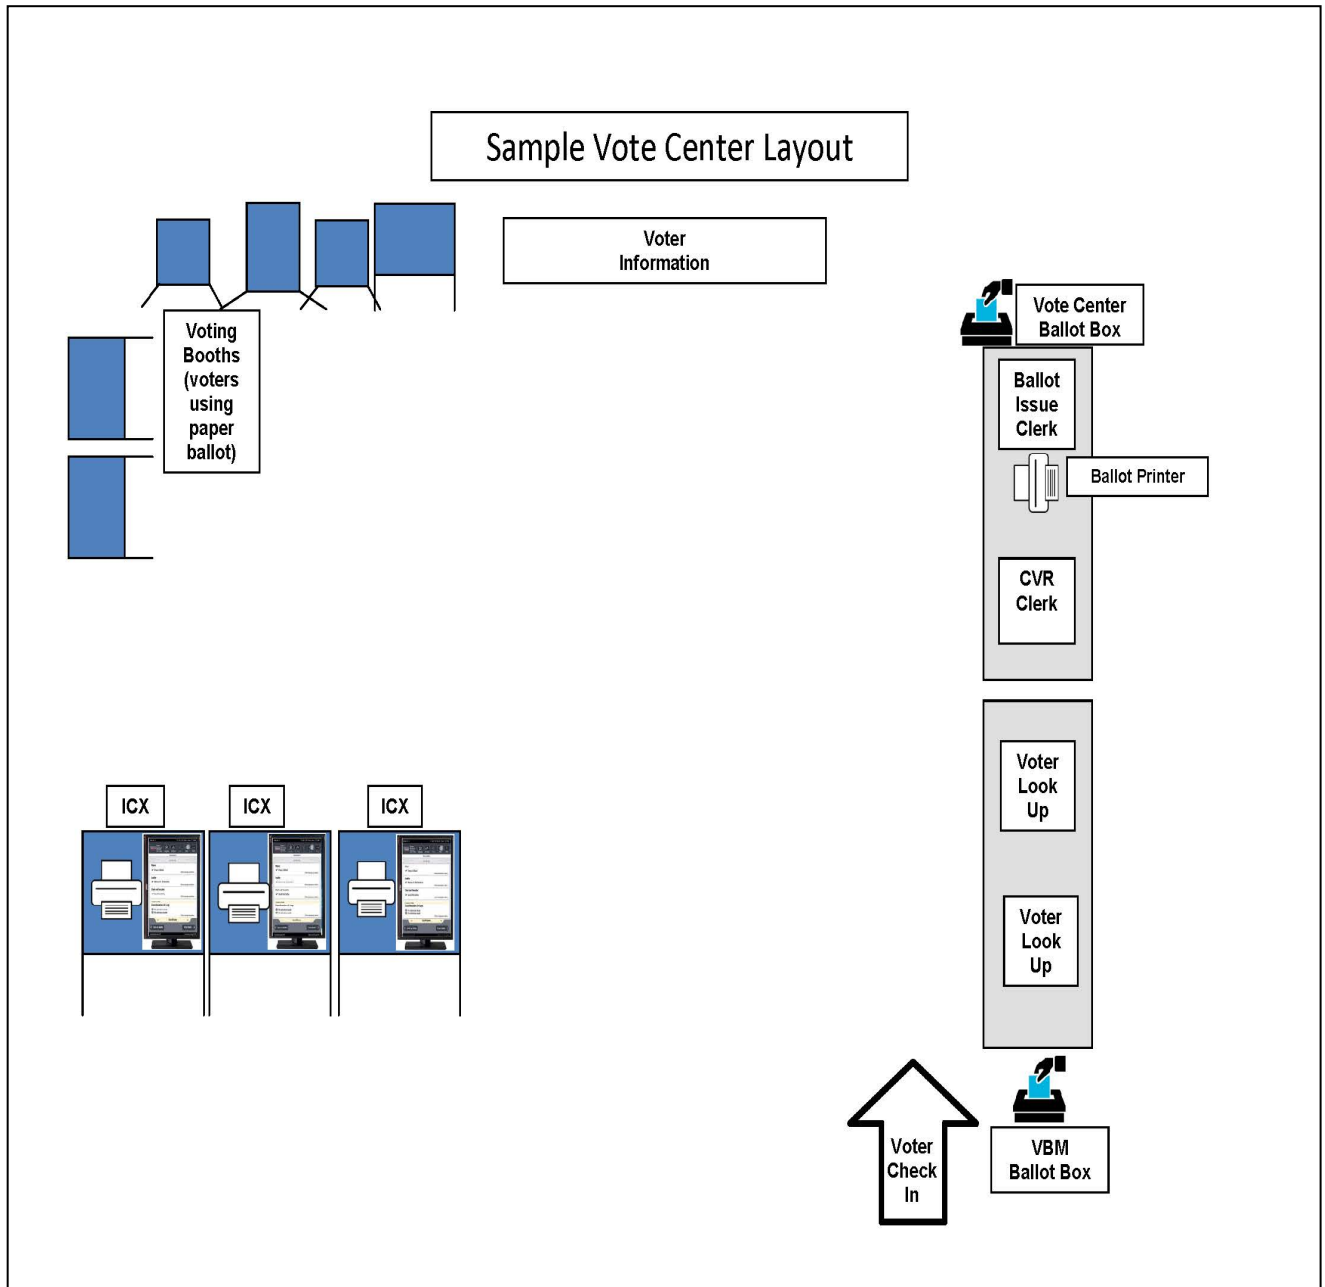 Sample Vote Center Layout
Voter
Information
Voting
Booths
(voters
using
paper
ballot)
Vote Center
Ballot Box
Ballot
Issue
Clerk
Ballot Printer
CVR
Clerk
Voter
Look
Up
Voter
Look
Up
ICX
ICX
ICX
Voter
Check
In
VBM
Ballot Box